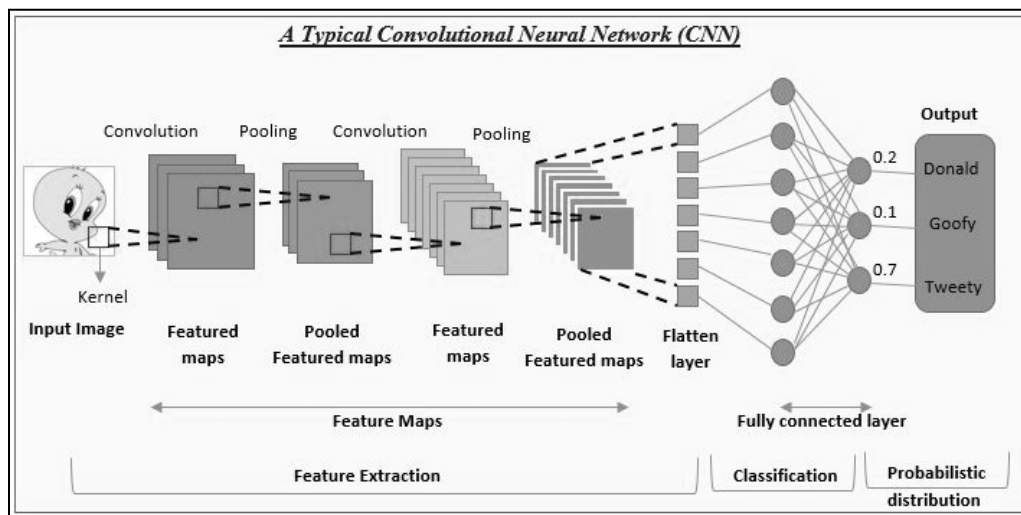 A Typical Convolutional Neural Network (CNN)
Convolution
Pooling
Convolution
Pooling
Output
0.2
Donald
0.1
Goofy
0.7
Tweety
Kernel
Input Image
Featured
maps
Pooled
Featured maps
Featured
maps
Pooled
Featured maps
Flatten
layer
Feature Maps
Fully connected layer
Feature Extraction
Classification
Probabilistic
distribution